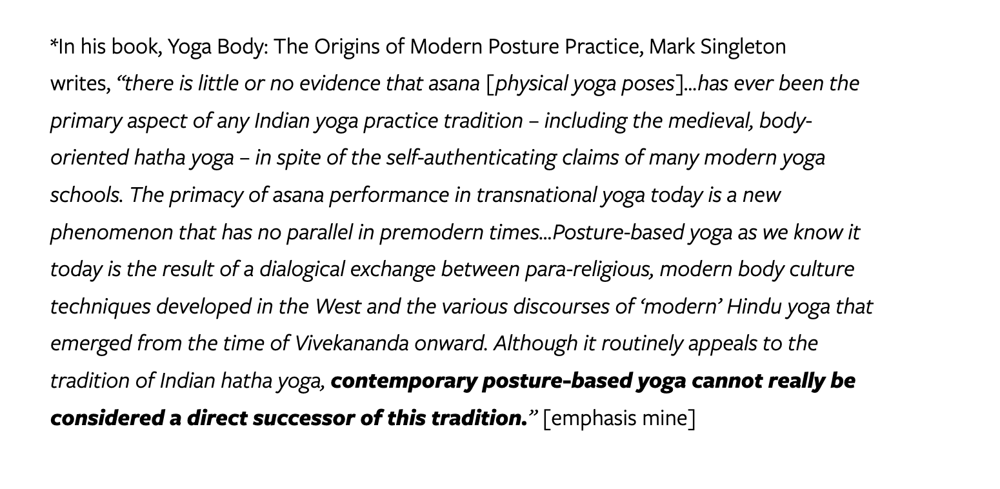 *In his book, Yoga Body: The Origins of Modern Posture Practice, Mark Singleton
writes, “there is little or no evidence that asana [physical yoga poses]...has ever been the
primary aspect of any Indian yoga practice tradition – including the medieval, body-
oriented hatha yoga – in spite of the self-authenticating claims of many modern yoga
schools. The primacy of asana performance in transnational yoga today is a new
phenomenon that has no parallel in premodern times...Posture-based yoga as we know it
today is the result of a dialogical exchange between para-religious, modern body culture
techniques developed in the West and the various discourses of ‘modern’ Hindu yoga that
emerged from the time of Vivekananda onward. Although it routinely appeals to the
tradition of Indian hatha yoga, contemporary posture-based yoga cannot really be
considered a direct successor of this tradition.” [emphasis mine]